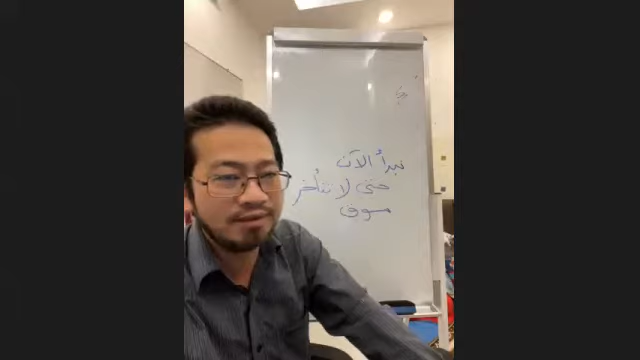 نبدأ الآن
حتى لا نتأخر
سوف